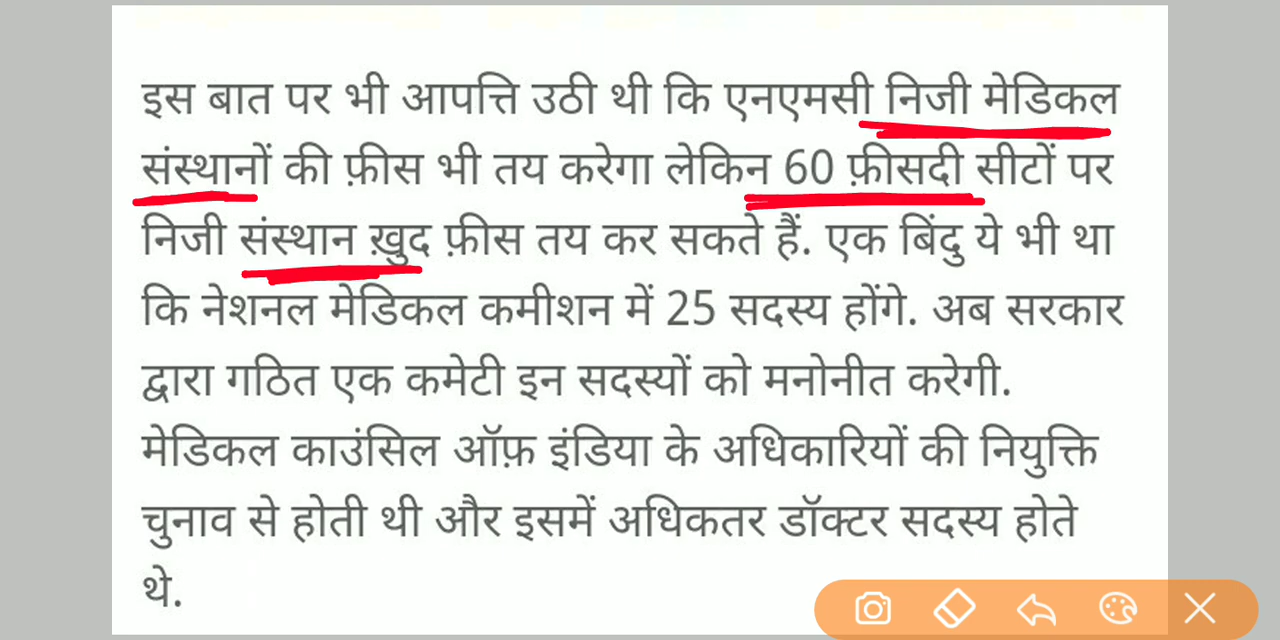 इस बात पर भी आपत्ति उठी थी कि एनएमसी निजी मेडिकल
संस्थानों की फ़ीस भी तय करेगा लेकिन 60 फ़ीसदी सीटों पर
निजी संस्थान ख़ुद फ़ीस तय कर सकते हैं. एक बिंदु ये भी था
कि नेशनल मेडिकल कमीशन में 25 सदस्य होंगे. अब सरकार
द्वारा गठित एक कमेटी इन सदस्यों को मनोनीत करेगी.
मेडिकल काउंसिल ऑफ़ इंडिया के अधिकारियों की नियुक्ति
चुनाव से होती थी और इसमें अधिकतर डॉक्टर सदस्य होते
थे.